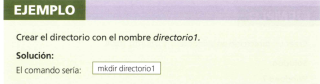 EJEMPLO
Crear el directorio con el nombre directorio1.
Solución:
El comando sería: mkdir directorio1